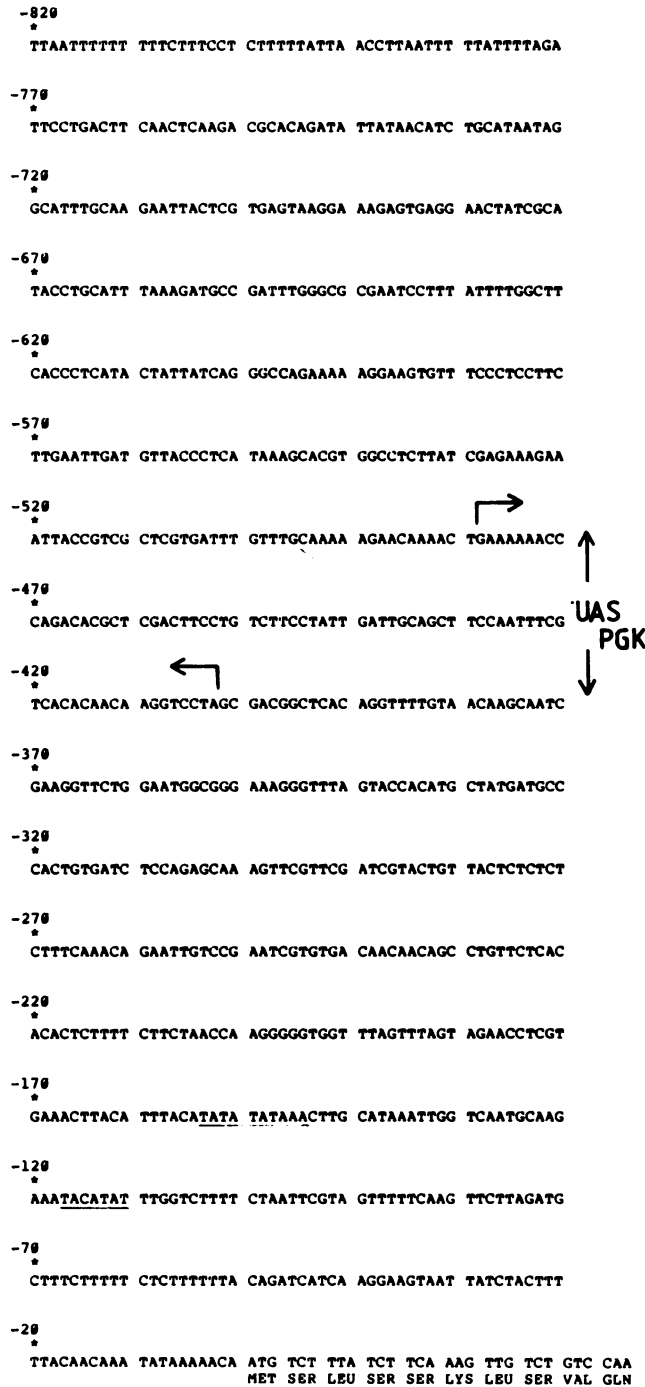 -820
*
TTAATTTTTT TTTCTTTCCT CTTTTTATTA ACCTTAATTT TTATTTTAGA
-770
*
TTCCTGACTT CAACTCAAGA CGCACAGATA TTATAACATC TGCATAATAG
-720
*
GCATTTGCAA GAATTACTCG TGAGTAAGGA AAGAGTGAGG AACTATCGCA
-670
*
TACCTGCATT TAAAGATGCC GATTTGGGCG CGAATCCTTT ATTTTGGCTT
-620
*
CACCCTCATA CTATTATCAG GGCCAGAAAA AGGAAGTGTT TCCCTCCTTC
-570
*
TTGAATTGAT GTTACCCTCA TAAAGCACGT GGCCTCTTAT CGAGAAAGAA
-520
*
ATTACCGTCG CTCGTGATTT GTTTGCAAAA AGAACAAAAC TGAAAAAACC
-470
*
CAGACACGCT CGACTTCCTG TCTTCCTATT GATTGCAGCT TCCAATTTCG
UAS
PGK
-420
*
TCACACAACA AGGTCCTAGC GACGGCTCAC AGGTTTTGTA ACAAGCAATC
-370
*
GAAGGTTCTG GAATGGCGGG AAAGGGTTTA GTACCACATG CTATGATGCC
-320
*
CACTGTGATC TCCAGAGCAA AGTTCGTTCG ATCGTACTGT TACTCTCTCT
-270
*
CTTTCAAACA GAATTGTCCG AATCGTGTGA CAACAACAGC CTGTTCTCAC
-220
*
ACACTCTTTT CTTCTAACCA AGGGGGTGGT TTAGTTTAGT AGAACCTCGT
-170
*
GAAACTTACA TTTACATATA TATAAACTTG CATAAATTGG TCAATGCAAG
-120
*
AAATACATAT TTGGTCTTTT CTAATTCGTA GTTTTTCAAG TTCTTAGATG
-70
*
CTTTCTTTTT CTCTTTTTTA CAGATCATCA AGGAAGTAAT TATCTACTTT
-20
*
TTACAACAAA TATAAAAACA ATG TCT TTA TCT TCA AAG TTG TCT GTC CAA
MET SER LEU SER SER LYS LEU SER VAL GLN